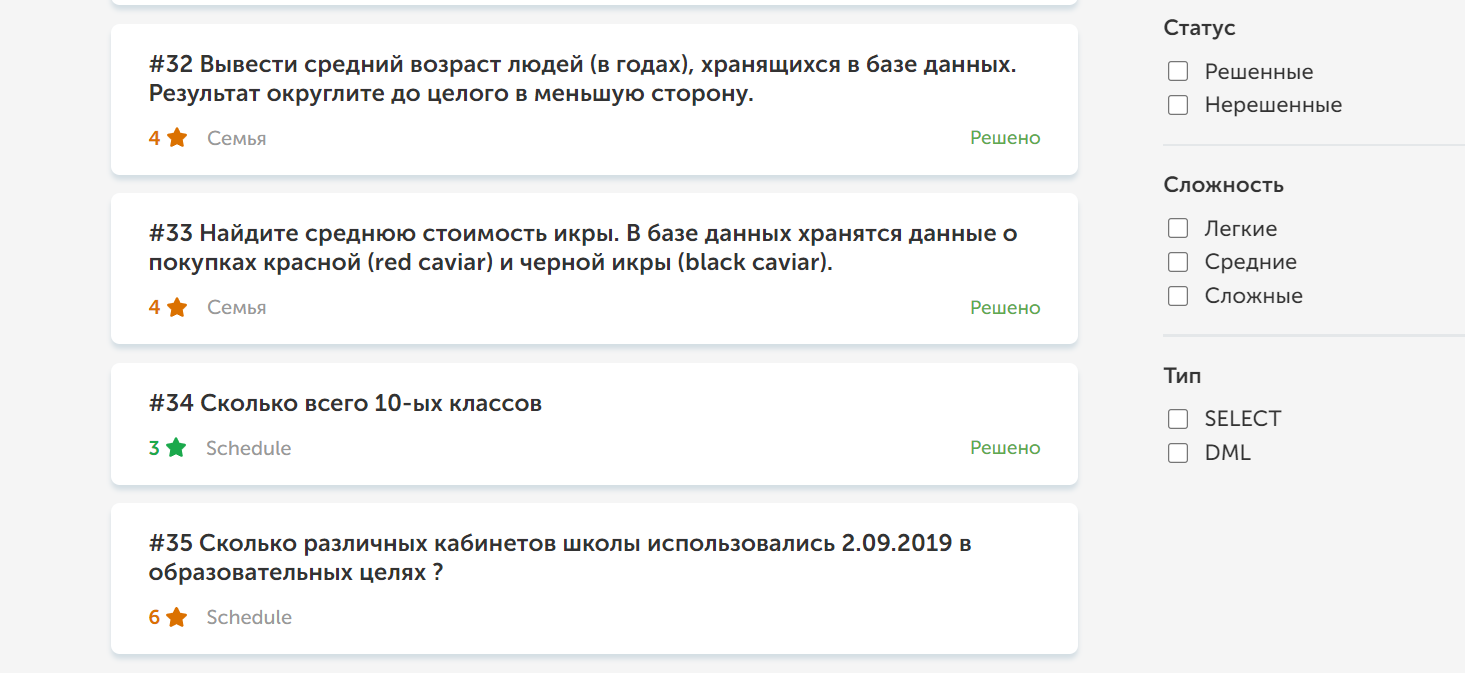 #32 Вывести средний возраст людей (в годах), хранящихся в базе данных.
Результат округлите до целого в меньшую сторону.
4 Семья
Решено
#33 Найдите среднюю стоимость икры. В базе данных хранятся данные о
покупках красной (red caviar) и черной икры (black caviar).
4 Семья
Решено
#34 Сколько всего 10-ых классов
3 Schedule
Решено
#35 Сколько различных кабинетов школы использовались 2.09.2019 в
образовательных целях ?
6 Schedule
Статус
Решенные
Нерешенные
Сложность
Легкие
Средние
Сложные
Тип
SELECT
DML